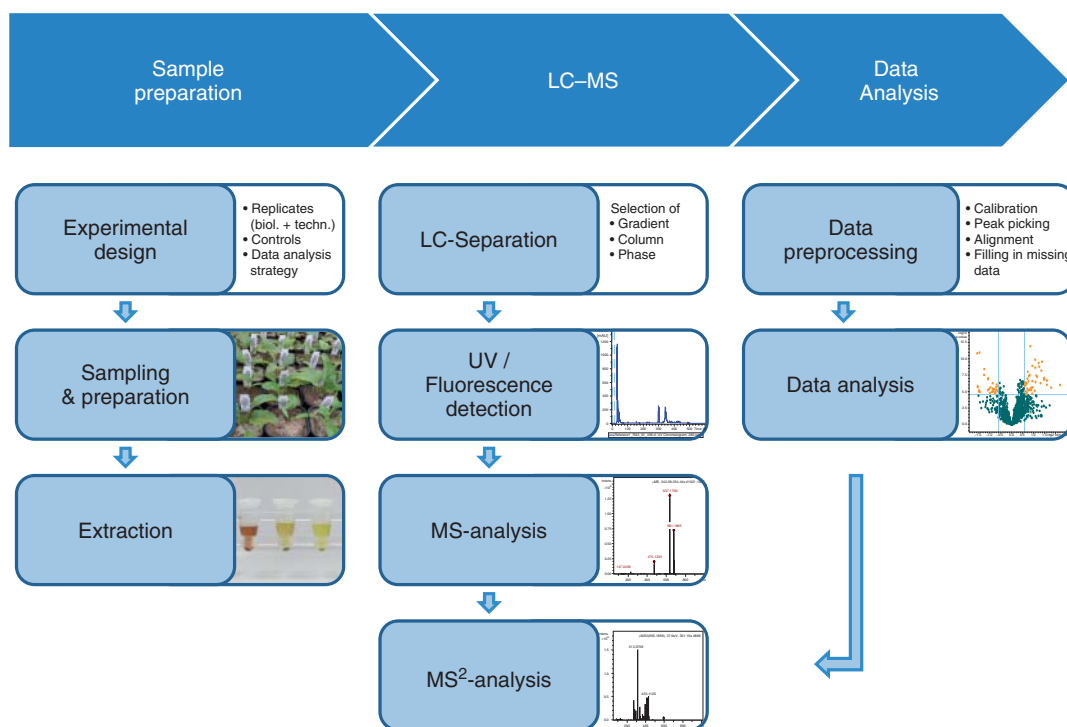 Sample
preparation
LC–MS
Data
Analysis
Experimental
design
• Replicates
(biol. + techn.)
• Controls
• Data analysis
strategy
Sampling
& preparation
Extraction
LC-Separation
Selection of
• Gradient
• Column
• Phase
UV /
Fluorescence
detection
MS-analysis
MS²-analysis
Data
preprocessing
• Calibration
• Peak picking
• Alignment
• Filling in missing
data
Data analysis